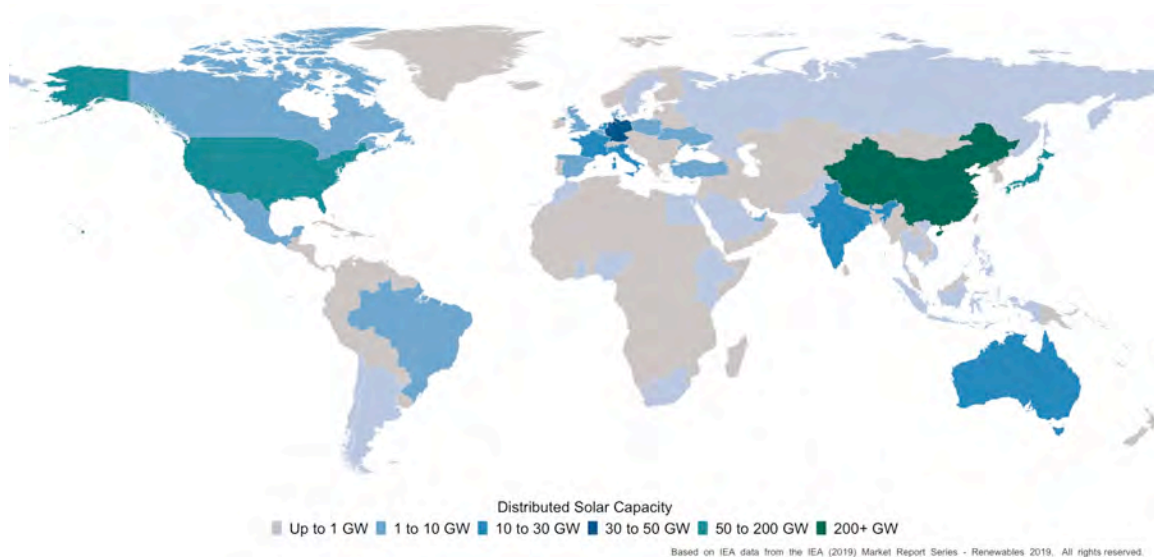 Distributed Solar Capacity
Up to 1 GW 1 to 10 GW 10 to 30 GW 30 to 50 GW 50 to 200 GW 200+ GW
Based on IEA data from the IEA (2019) Market Report Series - Renewables 2019, All rights reserved.